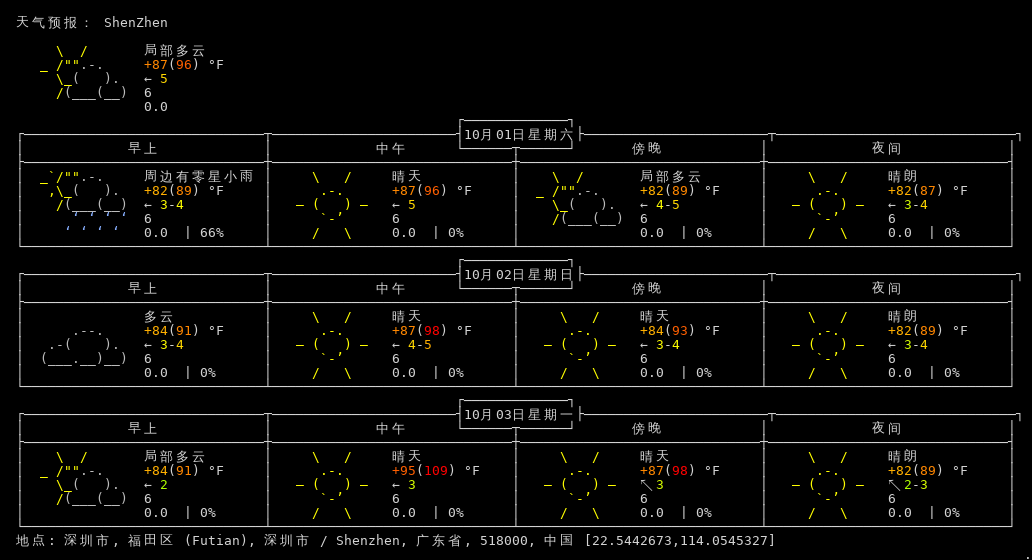 天气预报： ShenZhen
局部多云
+87(96) °F
← 5
6
0.0
10月01日星期六
早上 中午 傍晚 夜间
周边有零星小雨 晴天 局部多云 晴朗
+82(89) °F +87(96) °F +82(89) °F +82(87) °F
← 3-4 ← 5 ← 4-5 ← 3-4
6 6 6 6
0.0 | 66% 0.0 | 0% 0.0 | 0% 0.0 | 0%
10月02日星期日
早上 中午 傍晚 夜间
多云 晴天 晴天 晴朗
+84(91) °F +87(98) °F +84(93) °F +82(89) °F
← 3-4 ← 4-5 ← 3-4 ← 3-4
6 6 6 6
0.0 | 0% 0.0 | 0% 0.0 | 0% 0.0 | 0%
10月03日星期一
早上 中午 傍晚 夜间
局部多云 晴天 晴天 晴朗
+84(91) °F +95(109) °F +87(98) °F +82(89) °F
← 2 ← 3 ↖ 3 ↖ 2-3
6 6 6 6
0.0 | 0% 0.0 | 0% 0.0 | 0% 0.0 | 0%
地点: 深圳市, 福田区 (Futian), 深圳市 / Shenzhen, 广东省, 518000, 中国 [22.5442673,114.0545327]